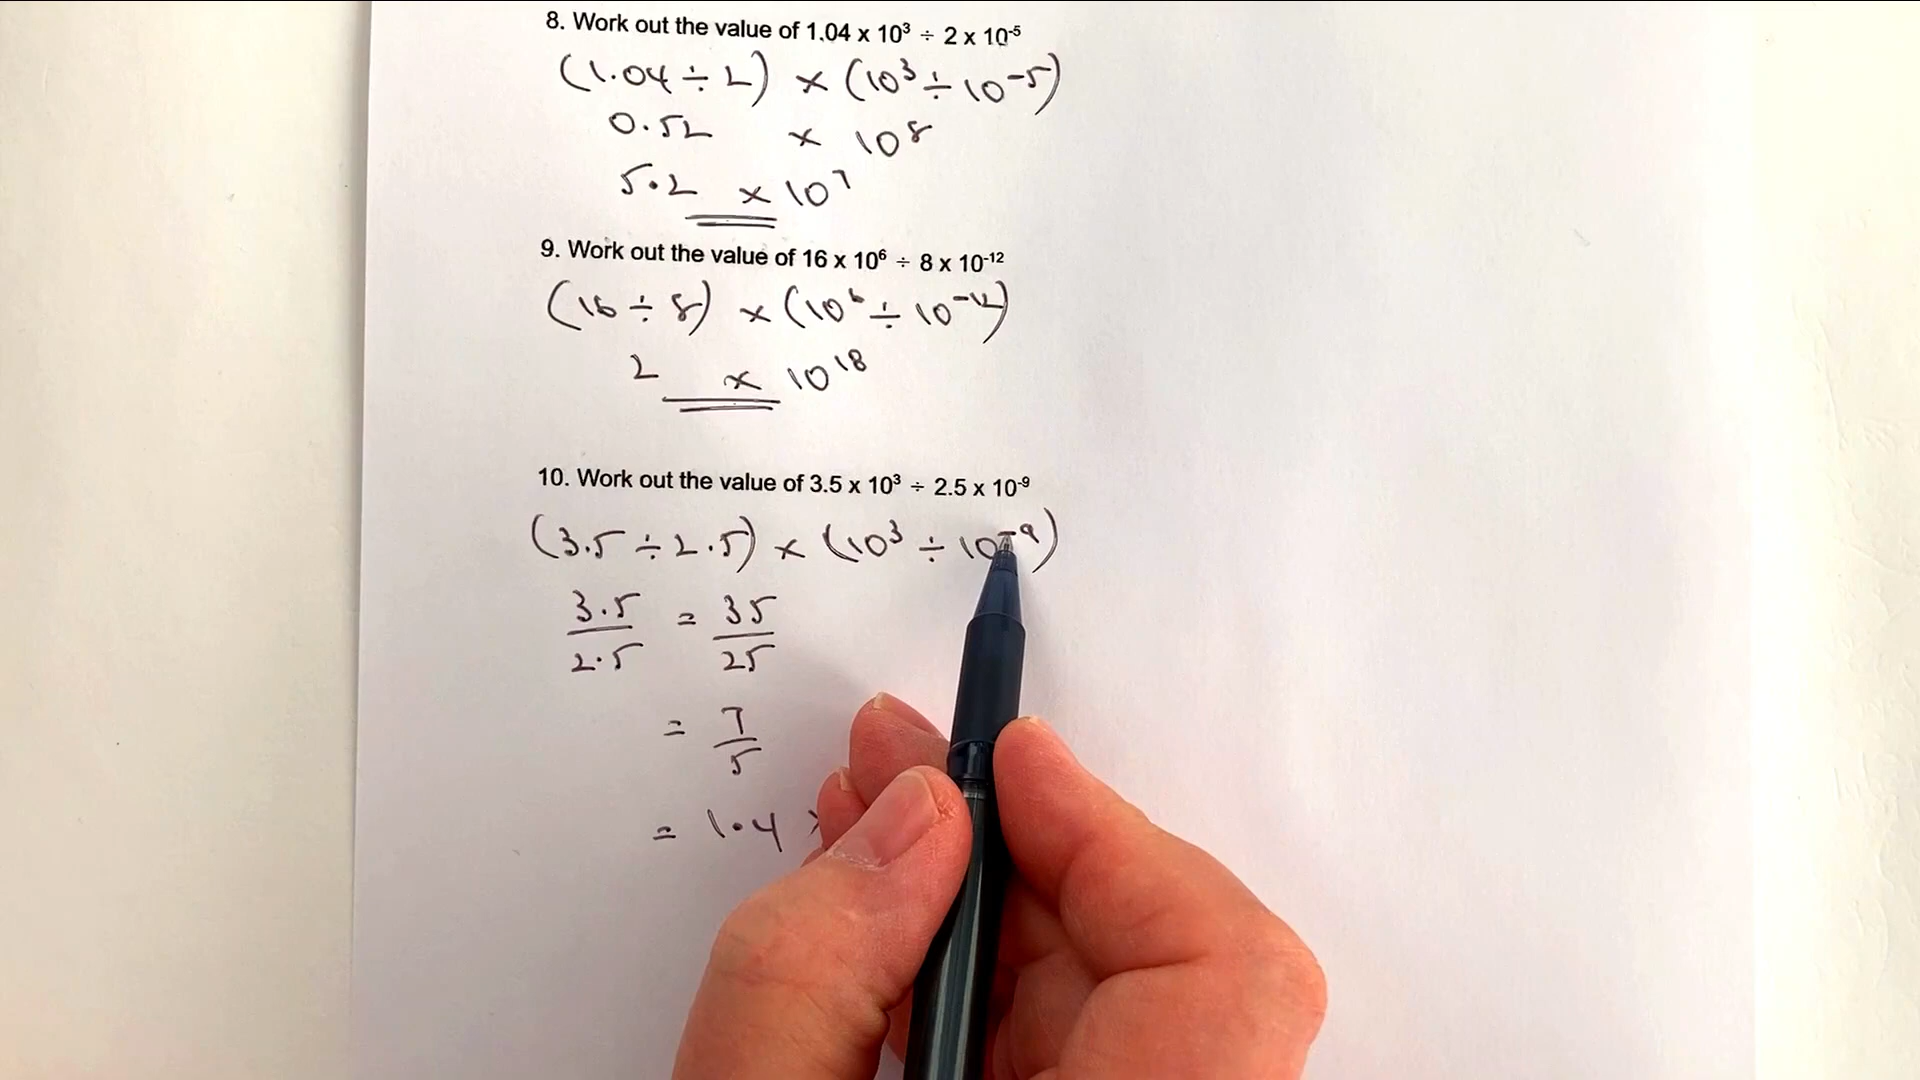 8. Work out the value of 1.04 x 10³ ÷ 2 x 10⁻⁵
(1.04 ÷ 2) × (10³ ÷ 10⁻⁵)
0.52 × 10⁸
5.2 × 10⁷
9. Work out the value of 16 x 10⁶ ÷ 8 x 10⁻¹²
(16 ÷ 8) × (10⁶ ÷ 10⁻¹²)
2 × 10¹⁸
10. Work out the value of 3.5 x 10³ ÷ 2.5 x 10⁻⁹
(3.5 ÷ 2.5) × (10³ ÷ 10⁻⁹)
3.5 = 35
2.5 25
= 7
5
= 1.4 ×